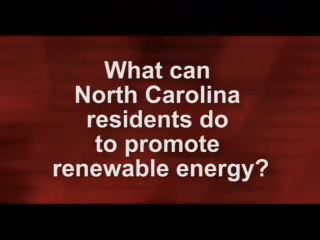 What can
North Carolina
residents do
to promote
renewable energy?